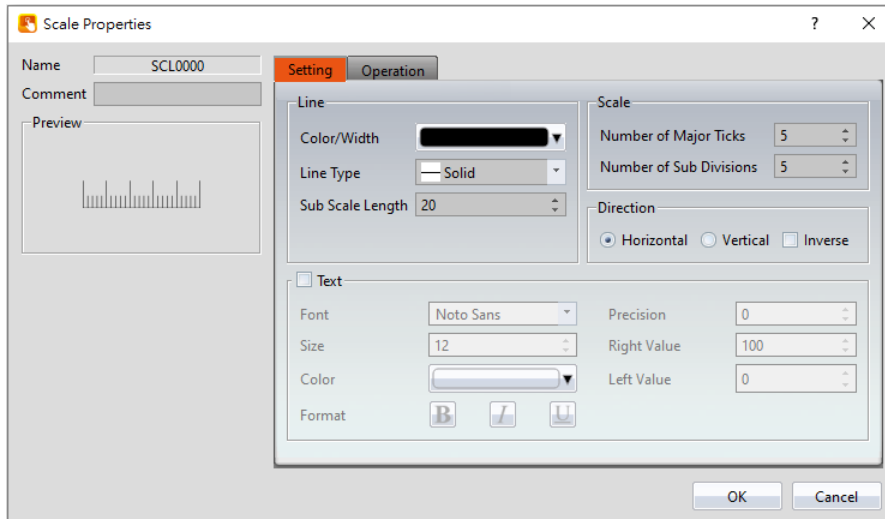 Scale Properties
? ×
Name SCL0000
Comment
Preview
Setting Operation
Line
Color/Width
Line Type Solid
Sub Scale Length 20
Scale
Number of Major Ticks 5
Number of Sub Divisions 5
Direction
Horizontal Vertical Inverse
Text
Font Noto Sans
Size 12
Color
Format B I U
Precision 0
Right Value 100
Left Value 0
OK Cancel